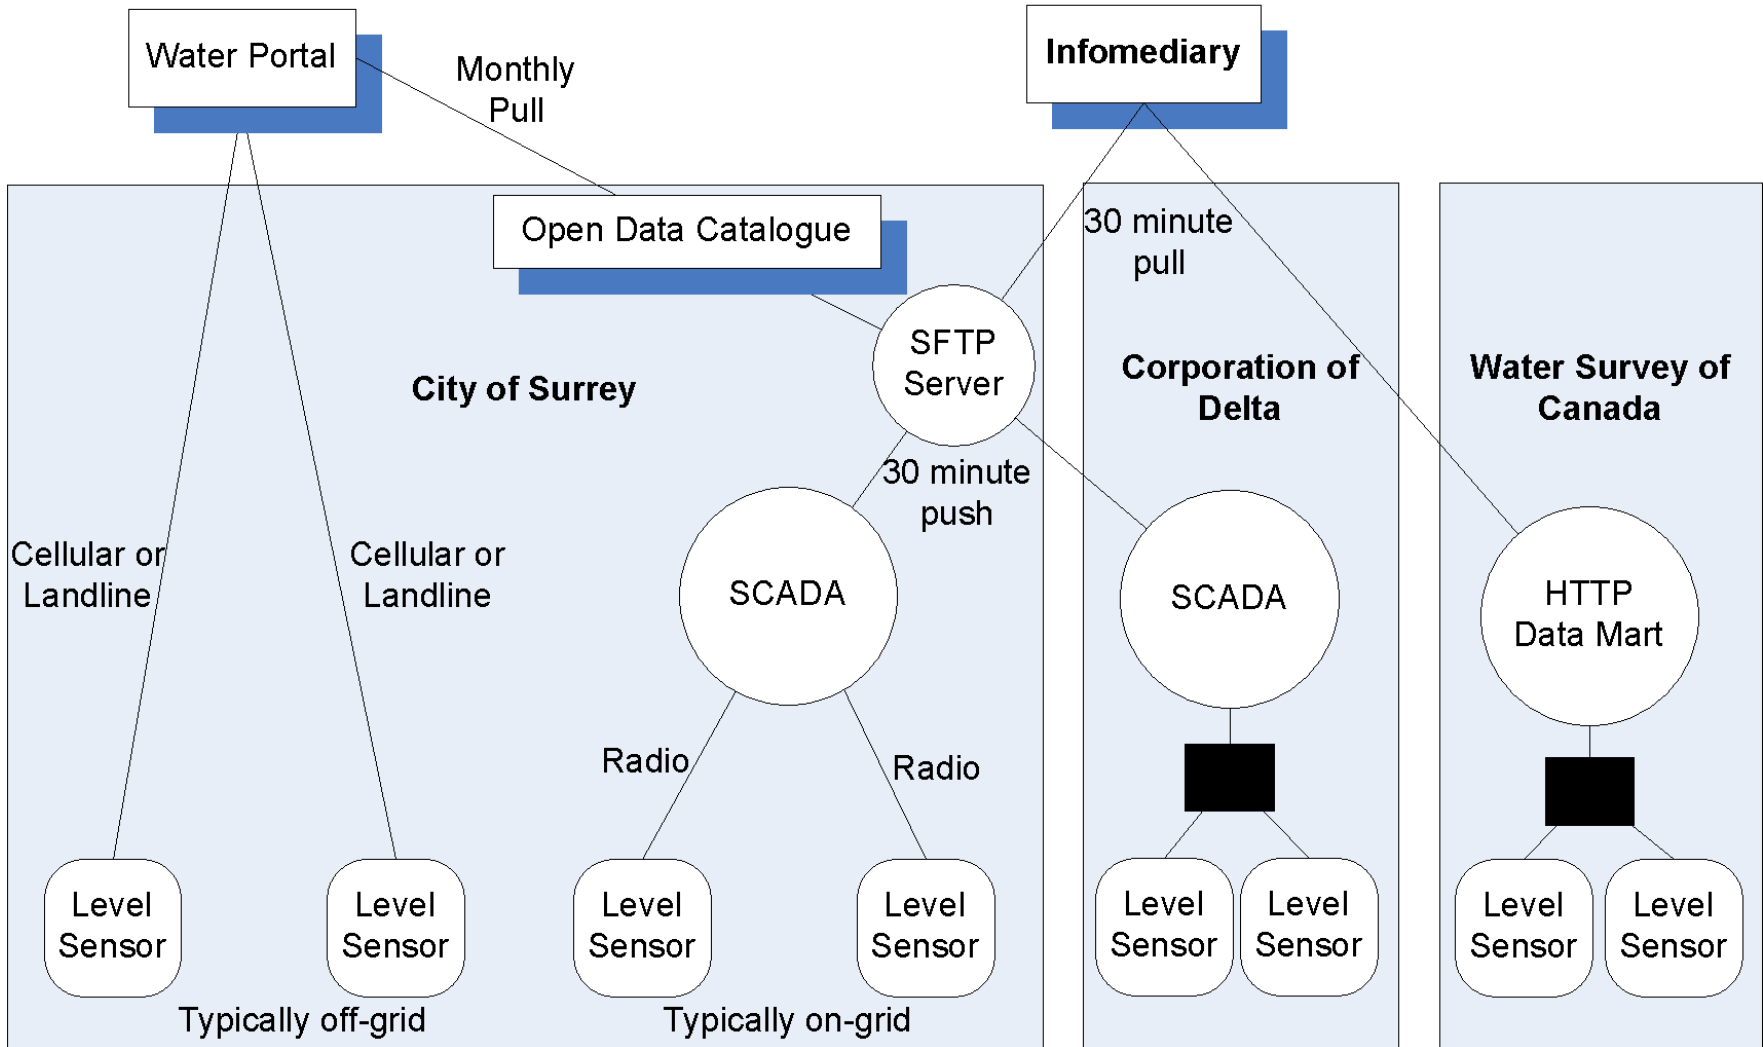 Water Portal
Monthly
Pull
Infomediary
Open Data Catalogue
30 minute
pull
SFTP
Server
City of Surrey
Corporation of
Delta
Water Survey of
Canada
30 minute
push
Cellular or
Landline
Cellular or
Landline
SCADA
SCADA
HTTP
Data Mart
Radio
Radio
Level
Sensor
Level
Sensor
Level
Sensor
Level
Sensor
Level
Sensor
Level
Sensor
Level
Sensor
Level
Sensor
Typically off-grid
Typically on-grid